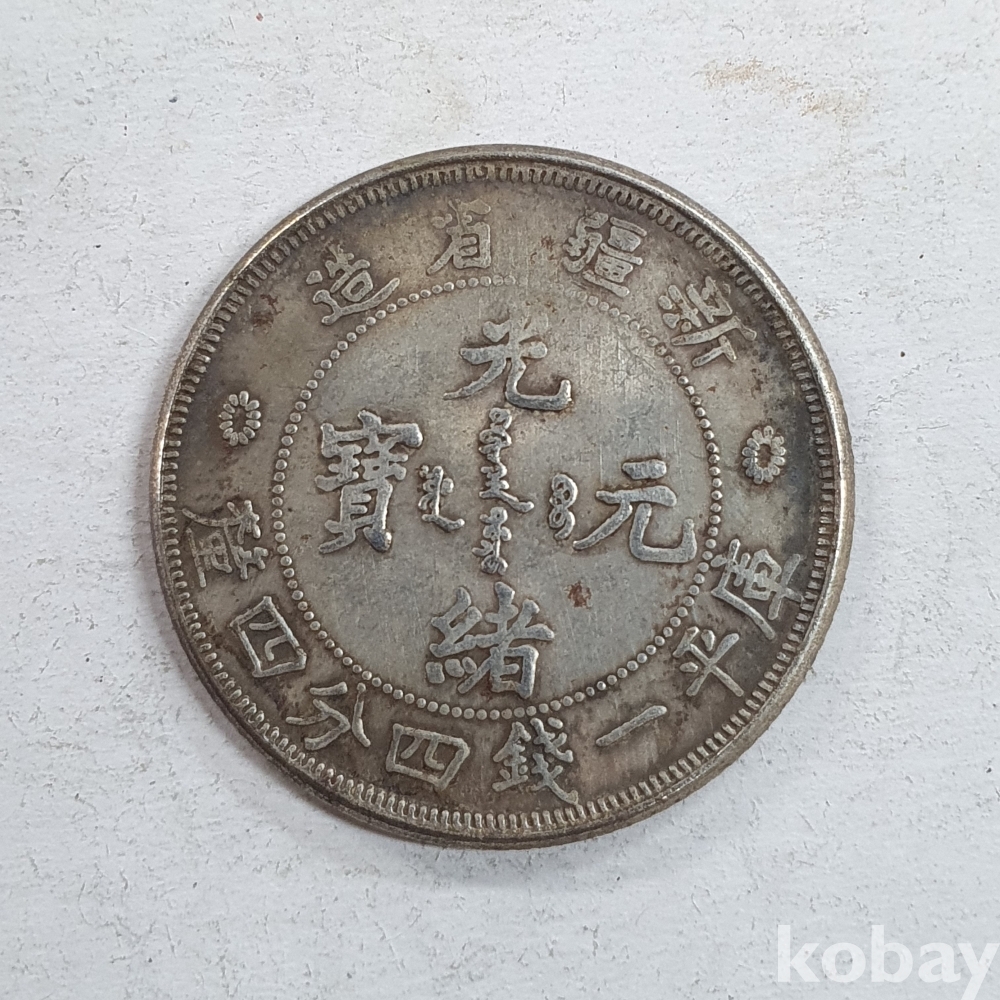 新疆省造
光緒元寶
庫平一錢四分四釐
kobay